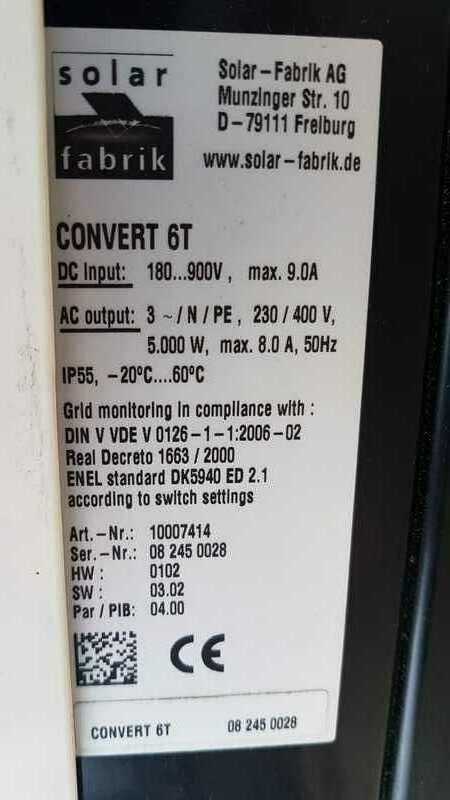 solar
fabrik
Solar-Fabrik AG
Munzinger Str. 10
D-79111 Freiburg
www.solar-fabrik.de
CONVERT 6T
DC Input: 180...900V, max. 9.0A
AC output: 3 ~/N/PE, 230/400 V,
5.000 W, max. 8.0 A, 50Hz
IP55, -20ºC....60ºC
Grid monitoring in compliance with :
DIN V VDE V 0126-1-1:2006-02
Real Decreto 1663 / 2000
ENEL standard DK5940 ED 2.1
according to switch settings
Art.-Nr.: 10007414
Ser.-Nr.: 08 245 0028
HW : 0102
SW : 03.02
Par / PIB: 04.00
CE
CONVERT 6T 08 245 0028